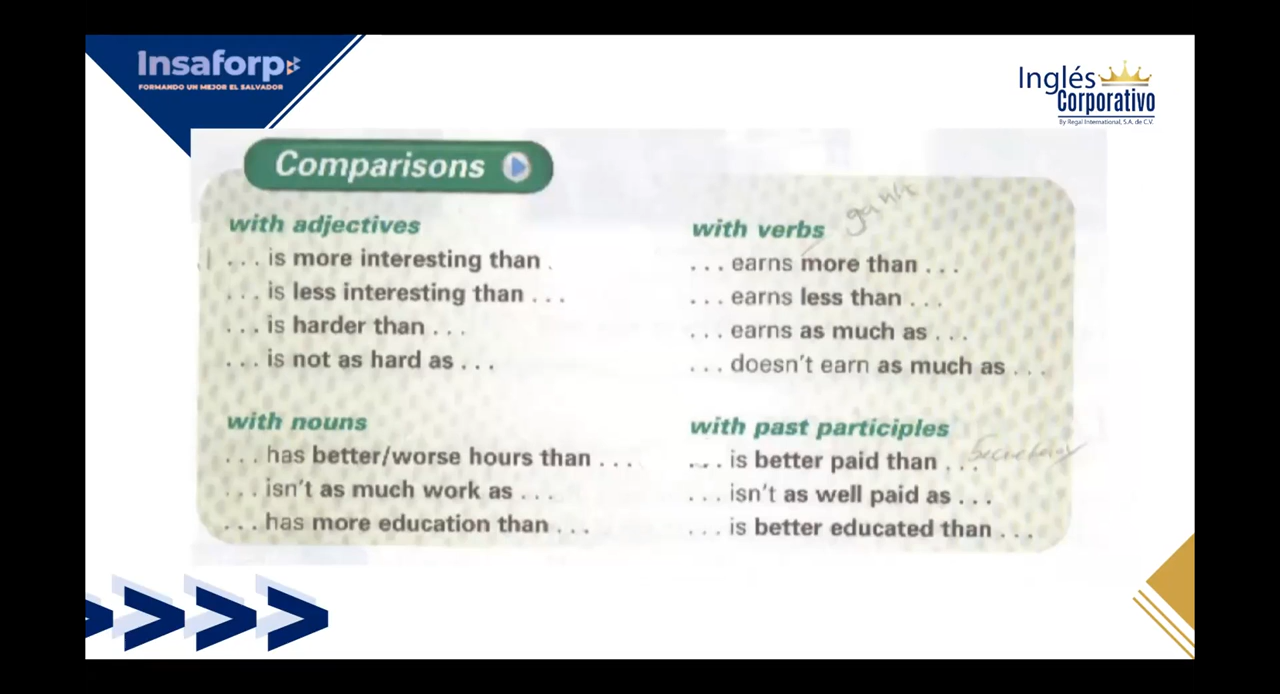 Insaforp
FORMANDO UN MEJOR EL SALVADOR
Inglés
Corporativo
By Regal International, S.A. de C.V.
Comparisons
with adjectives
. . . is more interesting than .
. . . is less interesting than . . .
. . . is harder than . . .
. . . is not as hard as . . .
with nouns
. . . has better/worse hours than . . .
. . . isn't as much work as . . .
. . . has more education than . . .
with verbs
. . . earns more than . . .
. . . earns less than . . .
. . . earns as much as . . .
. . . doesn't earn as much as . . .
with past participles
. . . is better paid than . . .
. . . isn't as well paid as . . .
. . . is better educated than . . .